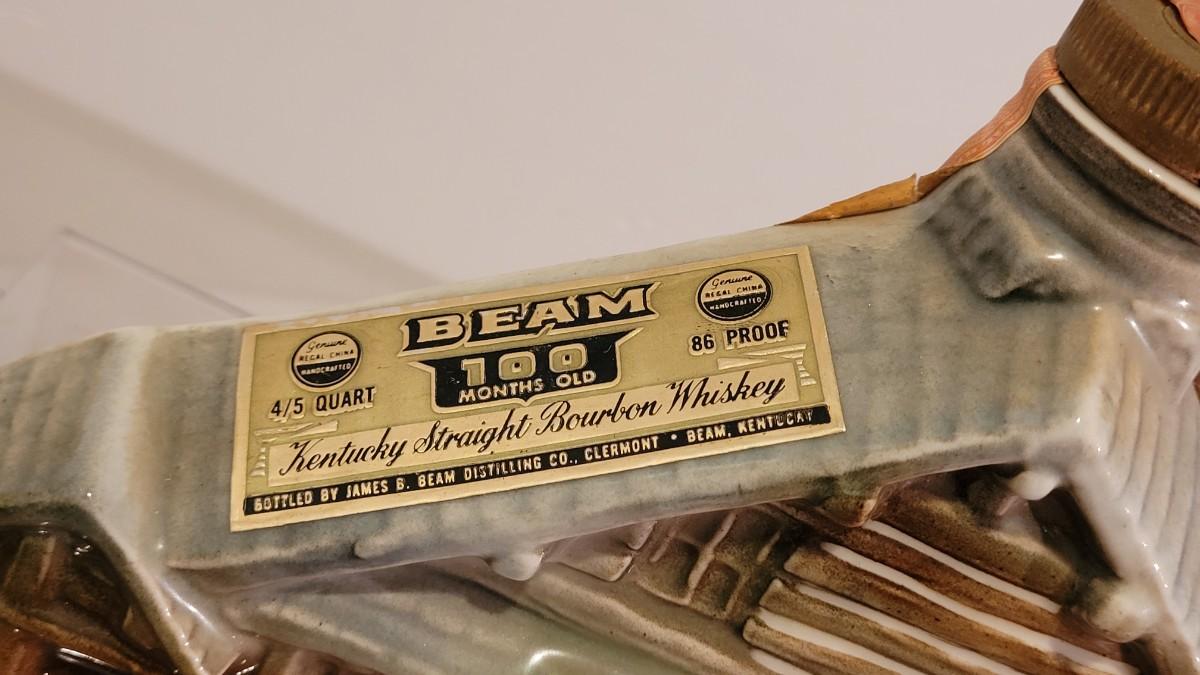 BEAM
100
MONTHS OLD
Genuine
REGAL CHINA
HANDCRAFTED
4/5 QUART
Genuine
REGAL CHINA
HANDCRAFTED
86 PROOF
Kentucky Straight Bourbon Whiskey
BOTTLED BY JAMES B. BEAM DISTILLING CO., CLERMONT • BEAM, KENTUCKY